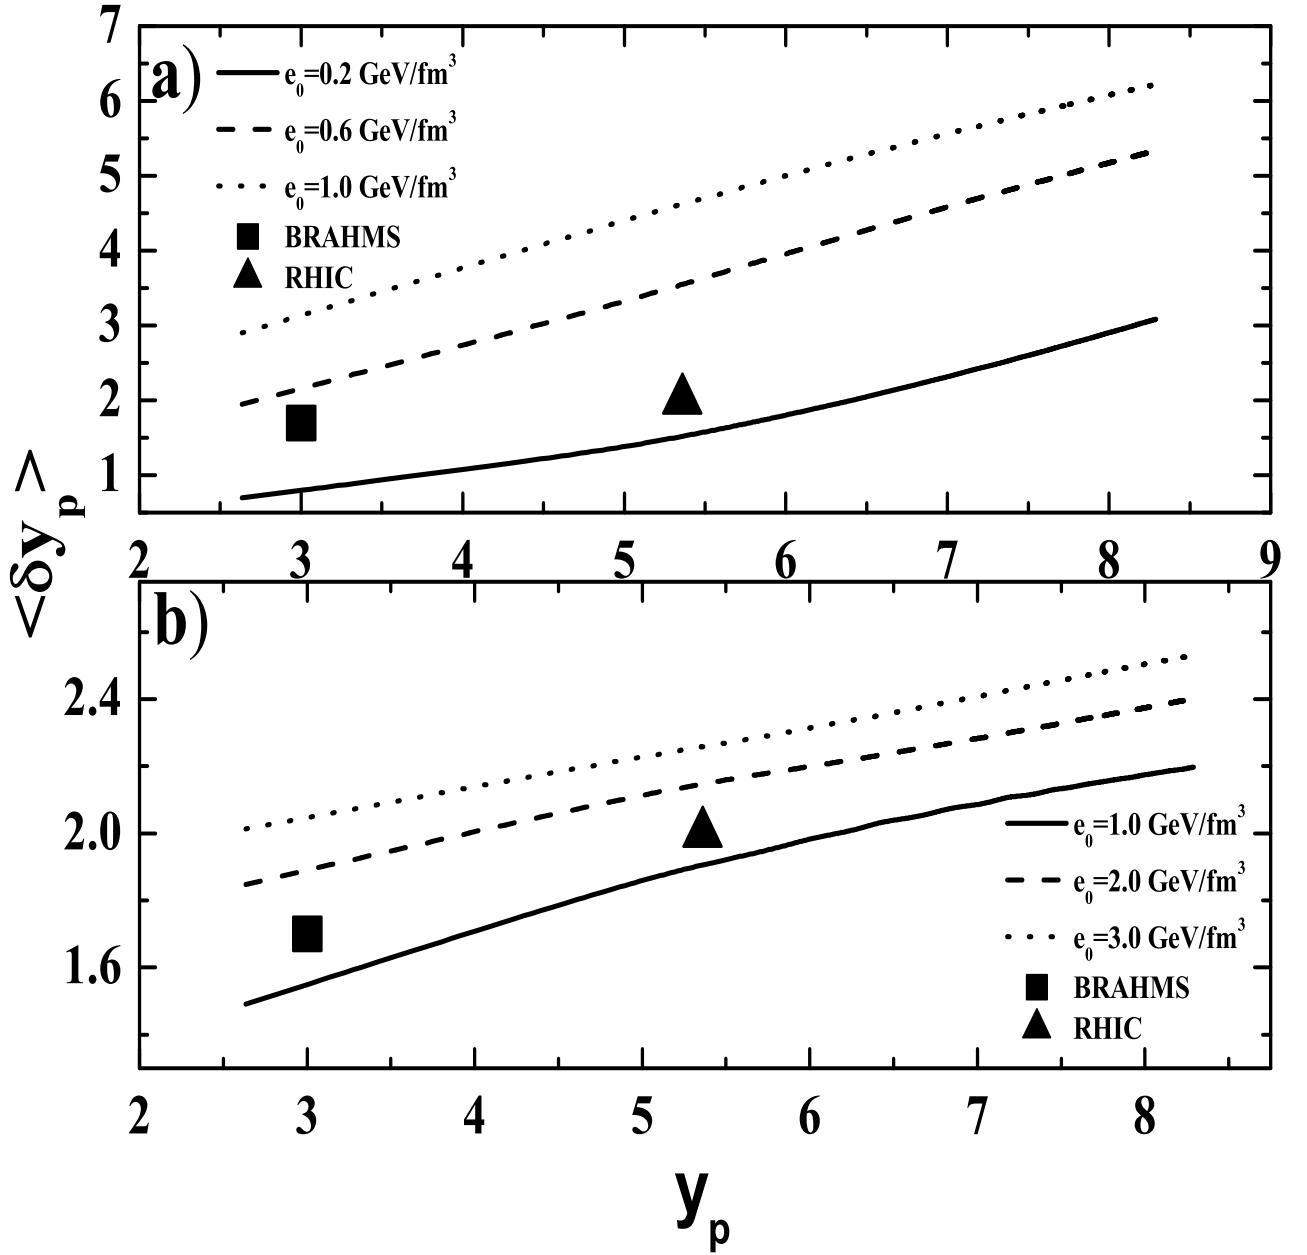 <δy_p>
a)
7
6
5
4
3
2
1
e₀=0.2 GeV/fm³
e₀=0.6 GeV/fm³
e₀=1.0 GeV/fm³
BRAHMS
RHIC
2 3 4 5 6 7 8 9
b)
2.4
2.0
1.6
e₀=1.0 GeV/fm³
e₀=2.0 GeV/fm³
e₀=3.0 GeV/fm³
BRAHMS
RHIC
2 3 4 5 6 7 8
y_p